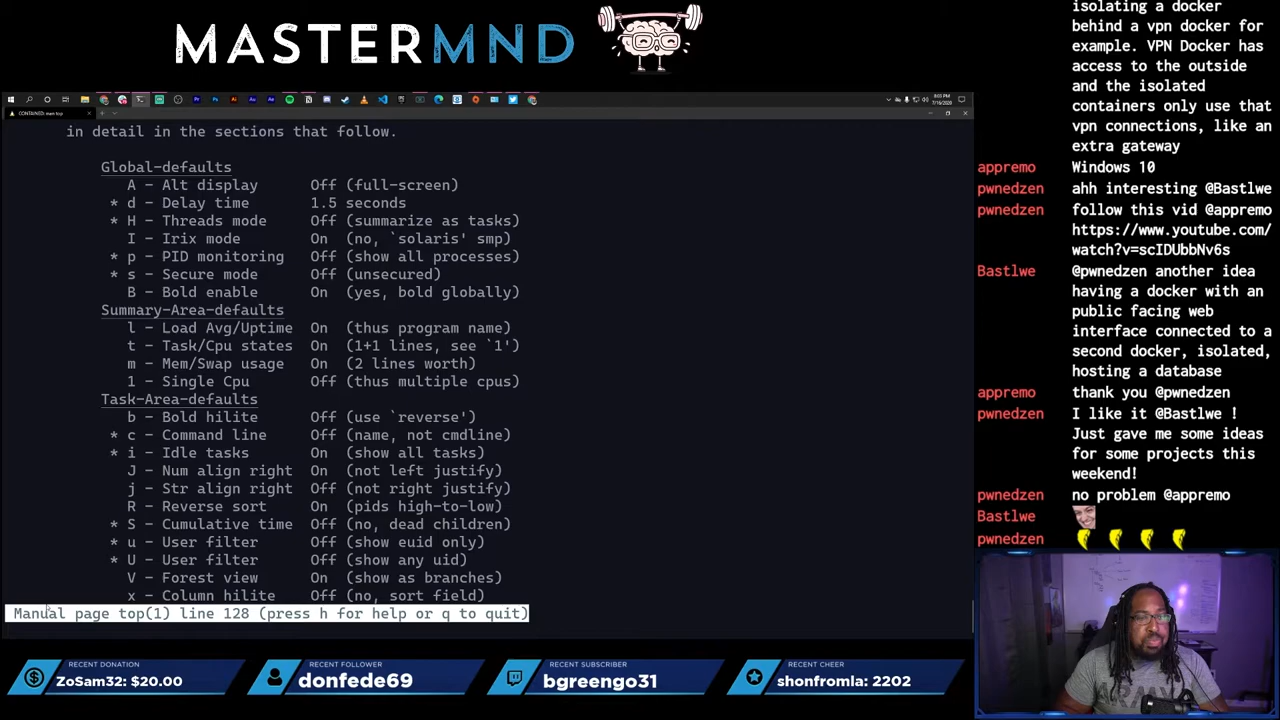 MASTERMND
8:03 PM
7/16/2020
CONTAINED: man top
in detail in the sections that follow.
Global-defaults
A - Alt display Off (full-screen)
* d - Delay time 1.5 seconds
* H - Threads mode Off (summarize as tasks)
I - Irix mode On (no, `solaris' smp)
* p - PID monitoring Off (show all processes)
* s - Secure mode Off (unsecured)
B - Bold enable On (yes, bold globally)
Summary-Area-defaults
l - Load Avg/Uptime On (thus program name)
t - Task/Cpu states On (1+1 lines, see `1')
m - Mem/Swap usage On (2 lines worth)
1 - Single Cpu Off (thus multiple cpus)
Task-Area-defaults
b - Bold hilite Off (use `reverse')
* c - Command line Off (name, not cmdline)
* i - Idle tasks On (show all tasks)
J - Num align right On (not left justify)
j - Str align right Off (not right justify)
R - Reverse sort On (pids high-to-low)
* S - Cumulative time Off (no, dead children)
* u - User filter Off (show euid only)
* U - User filter Off (show any uid)
V - Forest view On (show as branches)
x - Column hilite Off (no, sort field)
Manual page top(1) line 128 (press h for help or q to quit)
isolating a docker
behind a vpn docker for
example. VPN Docker has
access to the outside
and the isolated
containers only use that
vpn connections, like an
extra gateway
appremo Windows 10
pwnedzen ahh interesting @Bastlwe
pwnedzen follow this vid @appremo
https://www.youtube.com/
watch?v=scIDUbbNv6s
Bastlwe @pwnedzen another idea
having a docker with an
public facing web
interface connected to a
second docker, isolated,
hosting a database
appremo thank you @pwnedzen
pwnedzen I like it @Bastlwe !
Just gave me some ideas
for some projects this
weekend!
pwnedzen no problem @appremo
Bastlwe
pwnedzen
RECENT DONATION
ZoSam32: $20.00
RECENT FOLLOWER
donfede69
RECENT SUBSCRIBER
bgreengo31
RECENT CHEER
shonfromla: 2202